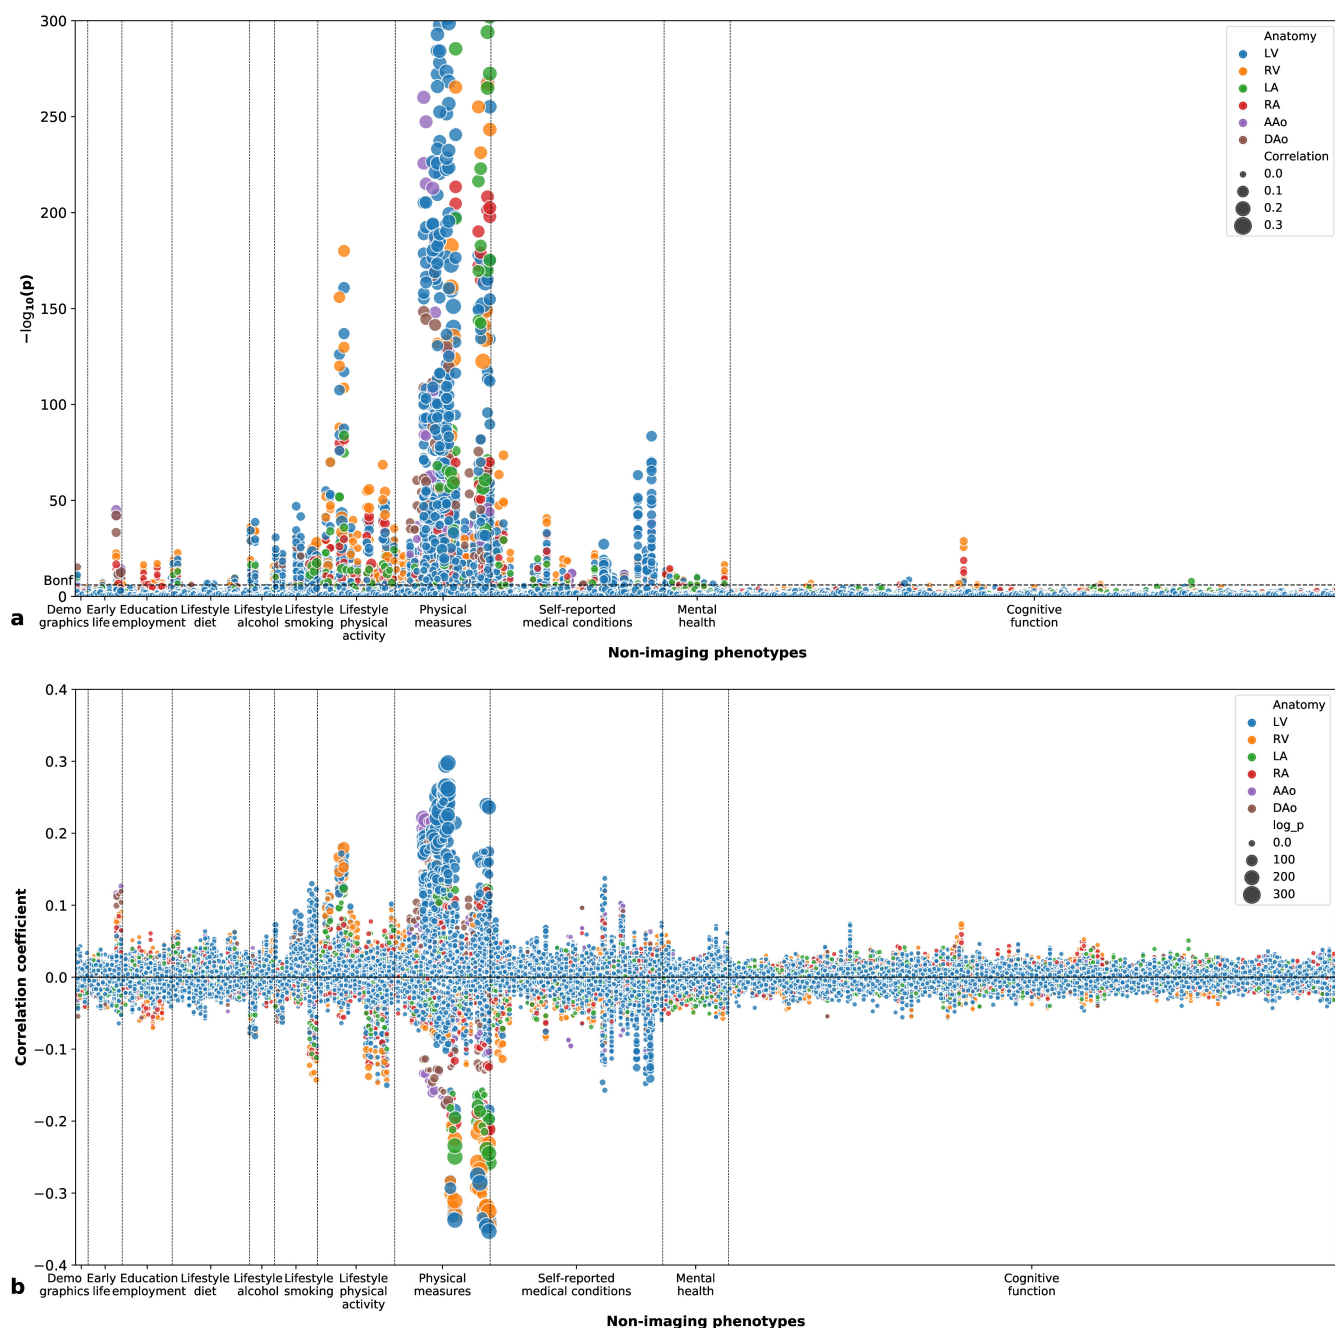 300
250
200
150
100
50
Bonf
0
−log₁₀(p)
Anatomy
LV
RV
LA
RA
AAo
DAo
Correlation
0.0
0.1
0.2
0.3
Demo Early Education Lifestyle Lifestyle Lifestyle Lifestyle Physical Self-reported Mental Cognitive
graphics life employment diet alcohol smoking physical measures medical conditions health function
activity
a
Non-imaging phenotypes
0.4
0.3
0.2
0.1
0.0
−0.1
−0.2
−0.3
−0.4
Correlation coefficient
Anatomy
LV
RV
LA
RA
AAo
DAo
log_p
0.0
100
200
300
Demo Early Education Lifestyle Lifestyle Lifestyle Lifestyle Physical Self-reported Mental Cognitive
graphics life employment diet alcohol smoking physical measures medical conditions health function
activity
b
Non-imaging phenotypes